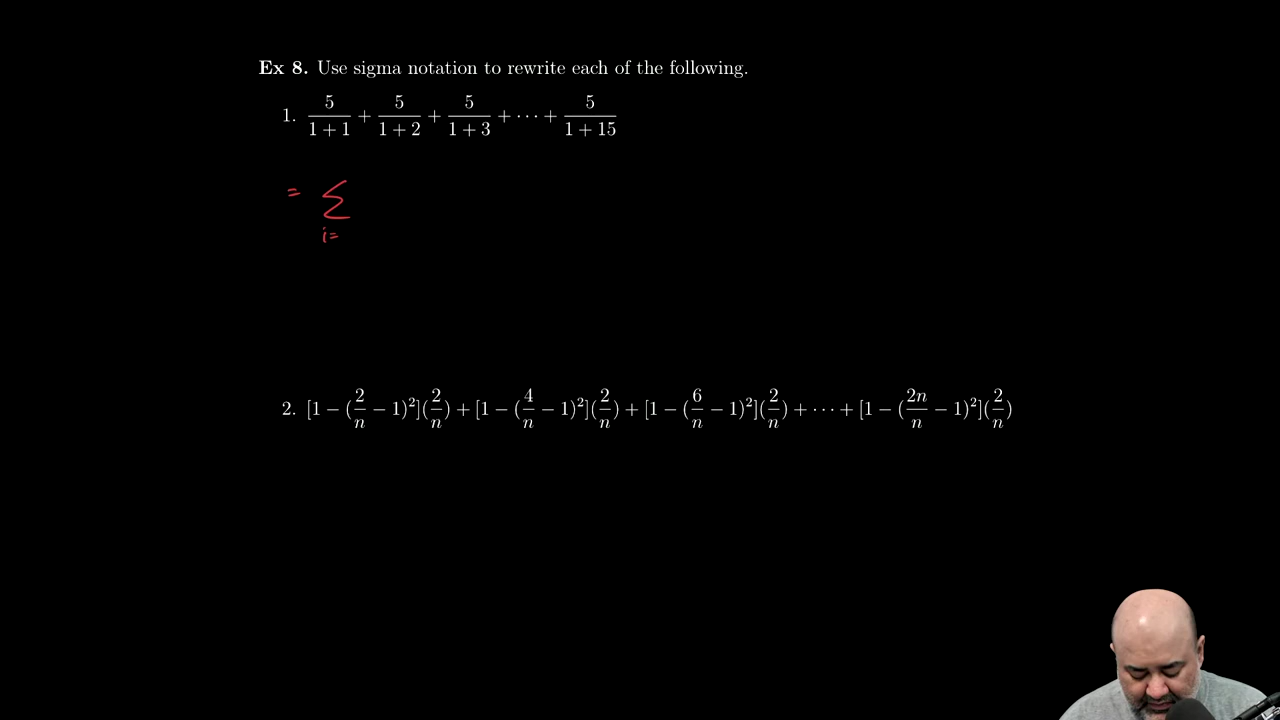 Ex 8. Use sigma notation to rewrite each of the following.
1. 5/(1+1) + 5/(1+2) + 5/(1+3) + ··· + 5/(1+15)
= Σ
i=
2. [1−(2/n−1)²](2/n)+[1−(4/n−1)²](2/n)+[1−(6/n−1)²](2/n)+···+[1−(2n/n−1)²](2/n)